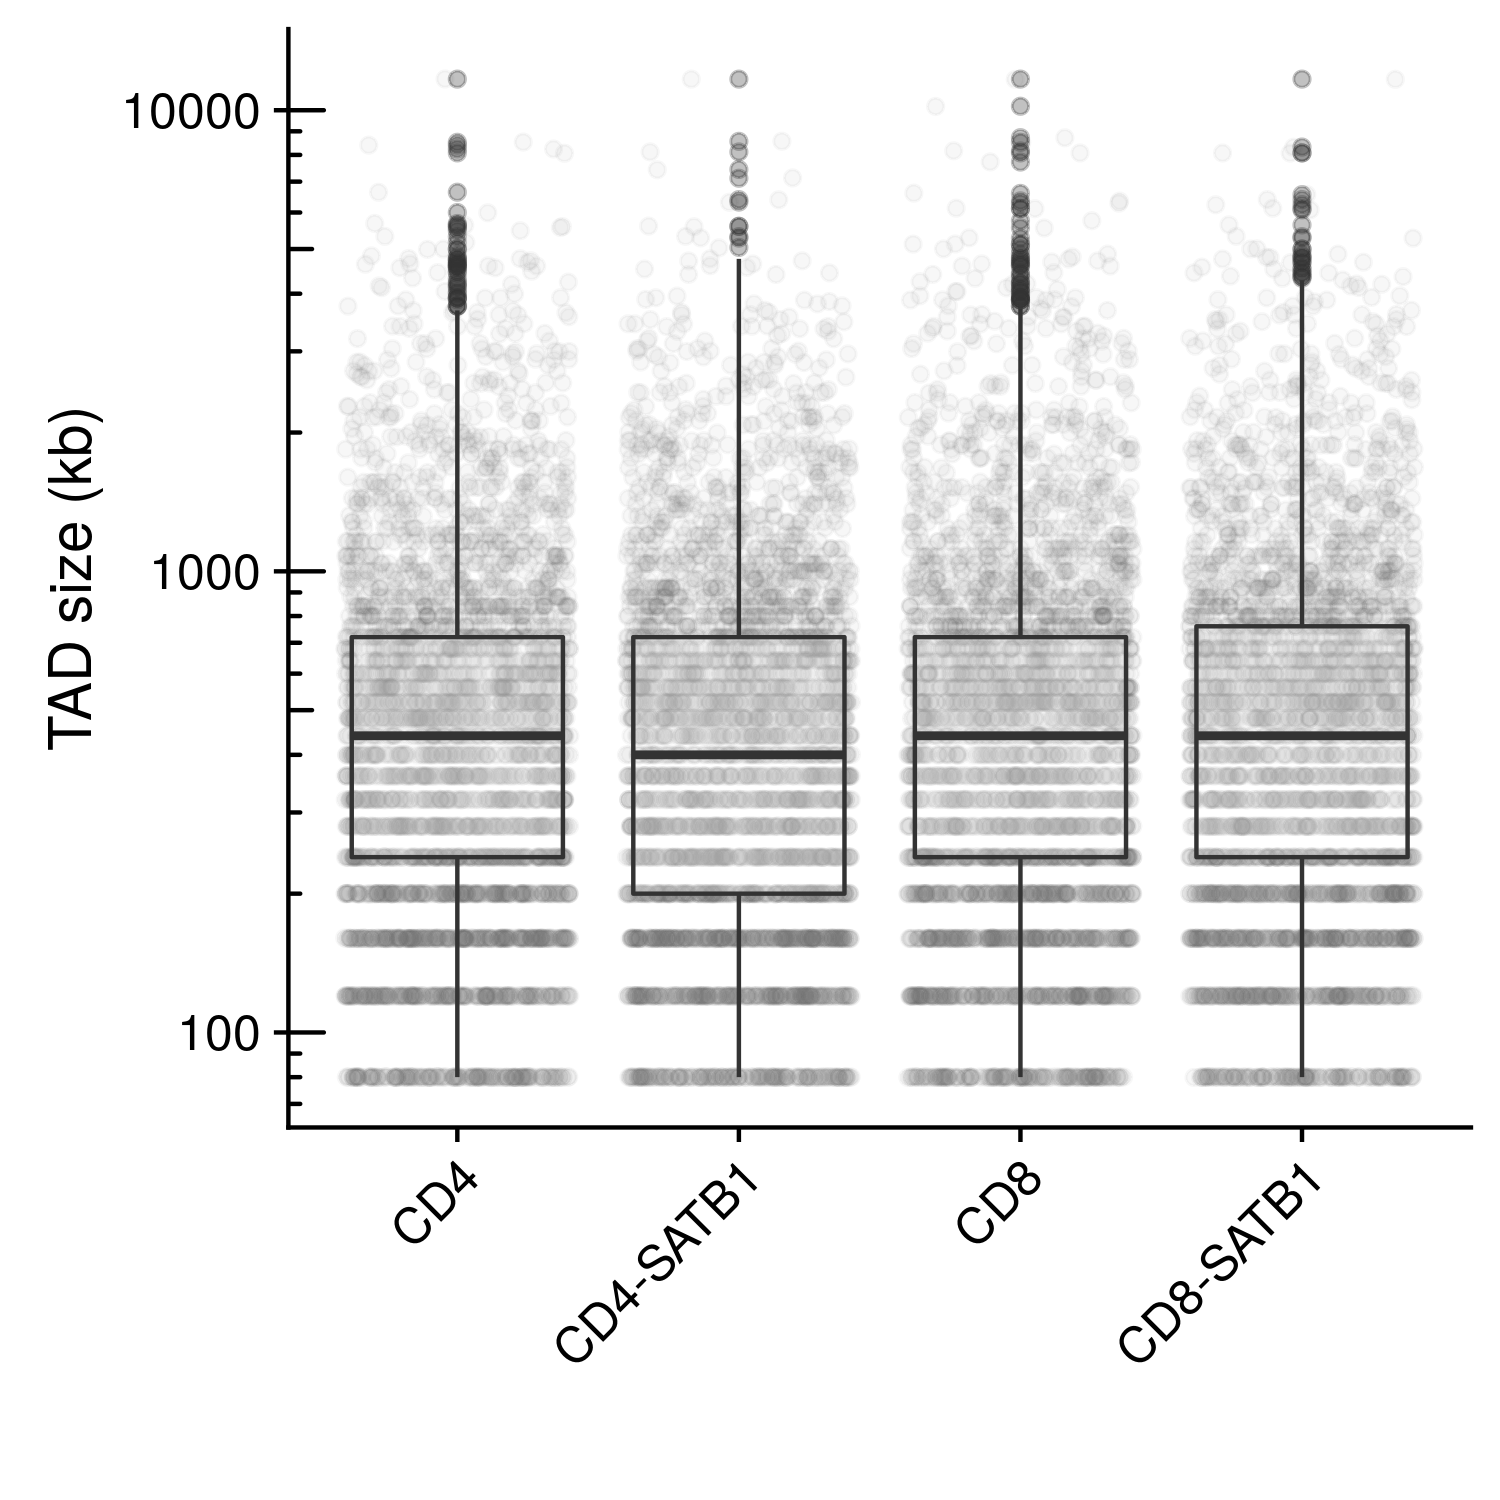 TAD size (kb)
10000
1000
100
CD4
CD4-SATB1
CD8
CD8-SATB1